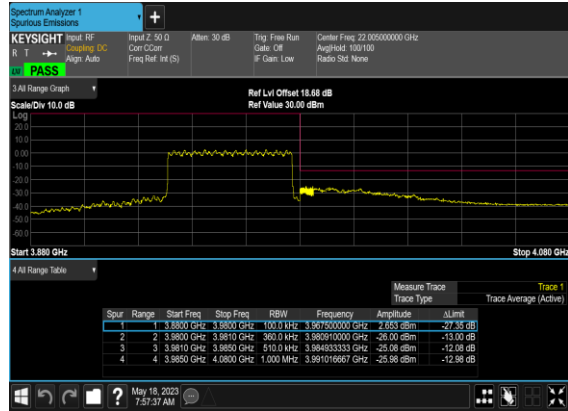 Spectrum Analyzer 1
Spurious Emissions
+
KEYSIGHT Input: RF Input Z: 50 Ω Atten: 30 dB Trig: Free Run Center Freq: 22.005000000 GHz
R T Coupling: DC Corr CCorr Gate: Off Avg|Hold: 100/100
Align: Auto Freq Ref: Int (S) IF Gain: Low Radio Std: None
PASS
3 All Range Graph
Ref Lvl Offset 18.68 dB
Scale/Div 10.0 dB Ref Value 30.00 dBm
Log
20.0
10.0
0.00
-10.0
-20.0
-30.0
-40.0
-50.0
-60.0
Start 3.880 GHz Stop 4.080 GHz
4 All Range Table
Measure Trace Trace 1
Trace Type Trace Average (Active)
Spur Range Start Freq Stop Freq RBW Frequency Amplitude ΔLimit
1 1 3.8800 GHz 3.9800 GHz 100.0 kHz 3.967500000 GHz 2.653 dBm -27.35 dB
2 2 3.9800 GHz 3.9810 GHz 360.0 kHz 3.980910000 GHz -26.00 dBm -13.00 dB
3 3 3.9810 GHz 3.9850 GHz 510.0 kHz 3.984933333 GHz -25.08 dBm -12.08 dB
4 4 3.9850 GHz 4.0800 GHz 1.000 MHz 3.991016667 GHz -25.98 dBm -12.98 dB
?
May 18, 2023
7:57:37 AM